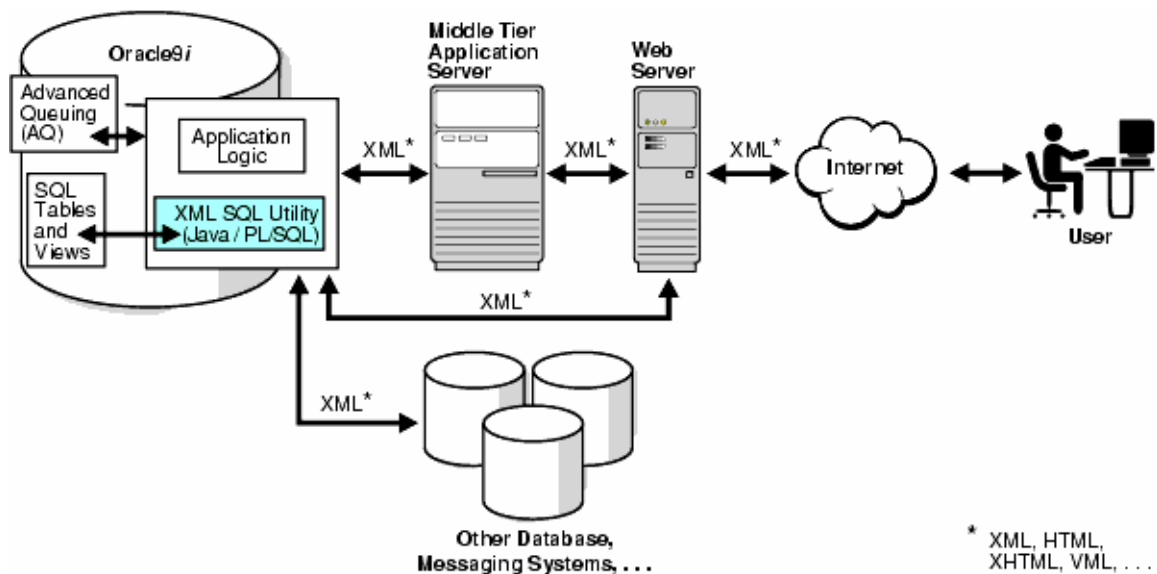 Oracle9i
Advanced
Queuing
(AQ)
Application
Logic
SQL
Tables
and
Views
XML SQL Utility
(Java / PL/SQL)
XML*
Middle Tier
Application
Server
XML*
Web
Server
XML*
Internet
User
XML*
XML*
Other Database,
Messaging Systems, . . .
* XML, HTML,
XHTML, VML, . . .